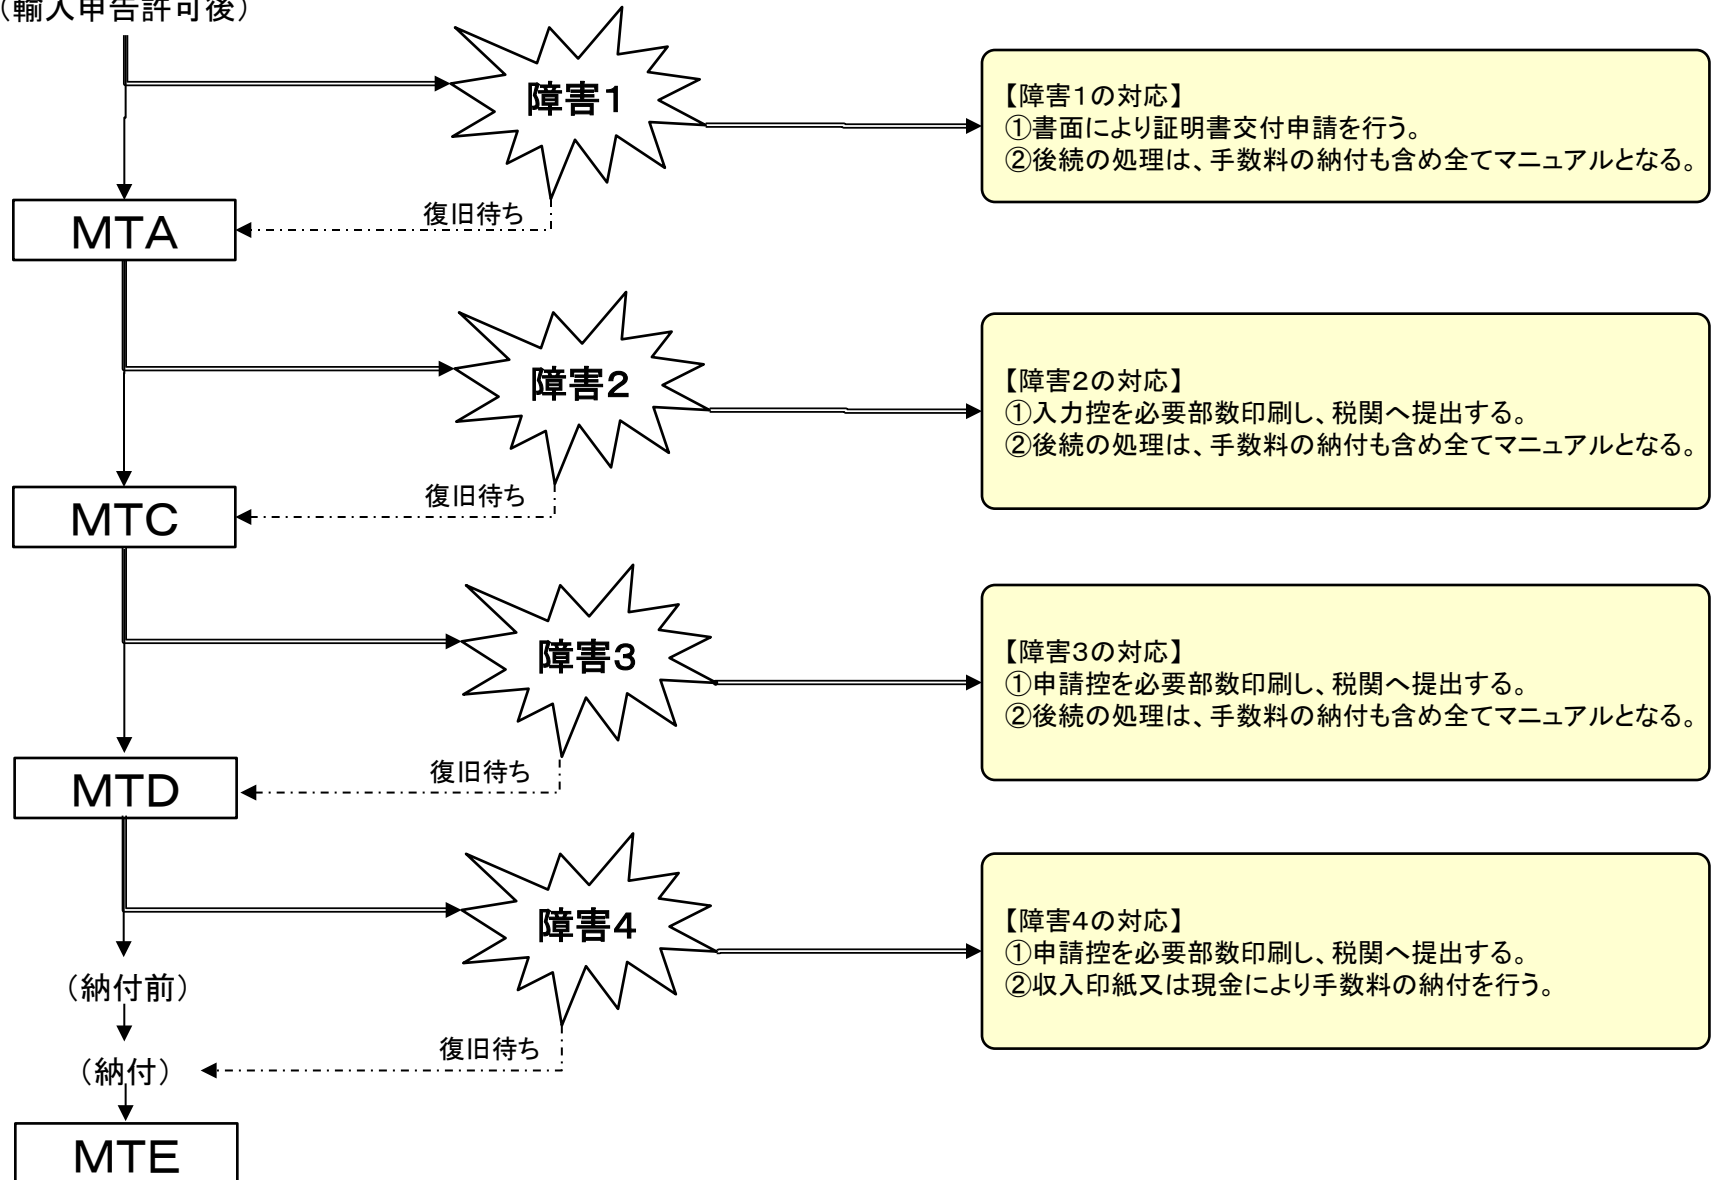 （輸入申告許可後）
障害１
【障害１の対応】
①書面により証明書交付申請を行う。
②後続の処理は、手数料の納付も含め全てマニュアルとなる。
復旧待ち
ＭＴＡ
障害２
【障害２の対応】
①入力控を必要部数印刷し、税関へ提出する。
②後続の処理は、手数料の納付も含め全てマニュアルとなる。
復旧待ち
ＭＴＣ
障害３
【障害３の対応】
①申請控を必要部数印刷し、税関へ提出する。
②後続の処理は、手数料の納付も含め全てマニュアルとなる。
復旧待ち
ＭＴＤ
障害４
【障害４の対応】
①申請控を必要部数印刷し、税関へ提出する。
②収入印紙又は現金により手数料の納付を行う。
（納付前）
復旧待ち
（納付）
ＭＴＥ